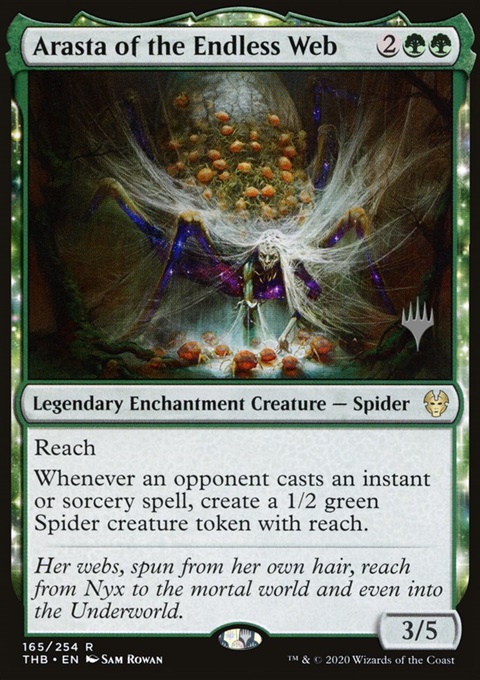 Arasta of the Endless Web 2
Legendary Enchantment Creature — Spider
Reach
Whenever an opponent casts an instant
or sorcery spell, create a 1/2 green
Spider creature token with reach.
Her webs, spun from her own hair, reach
from Nyx to the mortal world and even into
the Underworld.
3/5
165/254 R
THB • EN Sam Rowan
™ & © 2020 Wizards of the Coast